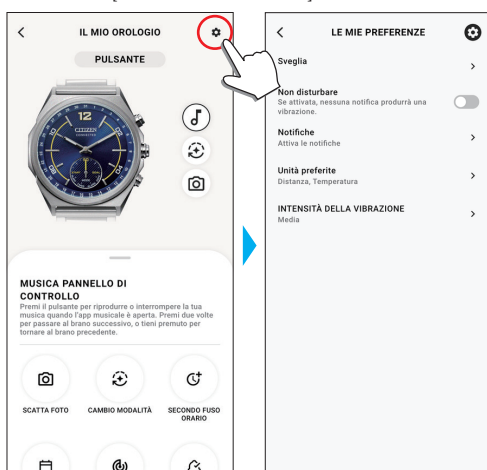 IL MIO OROLOGIO
PULSANTE
12
CITIZEN
CONNECTED
MUSICA PANNELLO DI
CONTROLLO
Premi il pulsante per riprodurre o interrompere la tua
musica quando l'app musicale è aperta. Premi due volte
per passare al brano successivo, o tieni premuto per
tornare al brano precedente.
SCATTA FOTO
CAMBIO MODALITÀ
SECONDO FUSO
ORARIO
LE MIE PREFERENZE
Sveglia
Non disturbare
Se attivata, nessuna notifica produrrà una
vibrazione.
Notifiche
Attiva le notifiche
Unità preferite
Distanza, Temperatura
INTENSITÀ DELLA VIBRAZIONE
Media